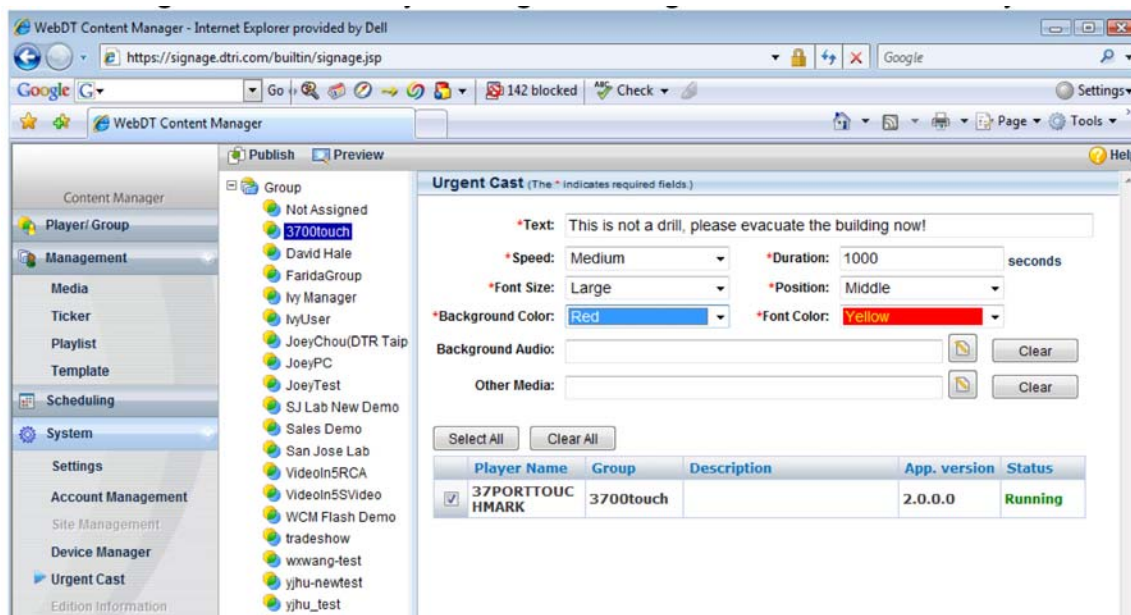 WebDT Content Manager - Internet Explorer provided by Dell
https://signage.dtri.com/builtin/signage.jsp
Google
Google G
Go
142 blocked
ABC
Check
Settings
WebDT Content Manager
Page
Tools
Publish
Preview
Help
Content Manager
Player/ Group
Management
Media
Ticker
Playlist
Template
Scheduling
System
Settings
Account Management
Site Management
Device Manager
Urgent Cast
Edition Information
Group
Not Assigned
3700touch
David Hale
FaridaGroup
Ivy Manager
IvyUser
JoeyChou(DTR Taip
JoeyPC
JoeyTest
SJ Lab New Demo
Sales Demo
San Jose Lab
VideoIn5RCA
VideoIn5SVideo
WCM Flash Demo
tradeshow
wxwang-test
yjhu-newtest
yjhu_test
Urgent Cast (The * indicates required fields.)
*Text: This is not a drill, please evacuate the building now!
*Speed: Medium *Duration: 1000 seconds
*Font Size: Large *Position: Middle
*Background Color: Red *Font Color: Yellow
Background Audio: Clear
Other Media: Clear
Select All Clear All
Player Name Group Description App. version Status
37PORTTOUC
HMARK 3700touch 2.0.0.0 Running